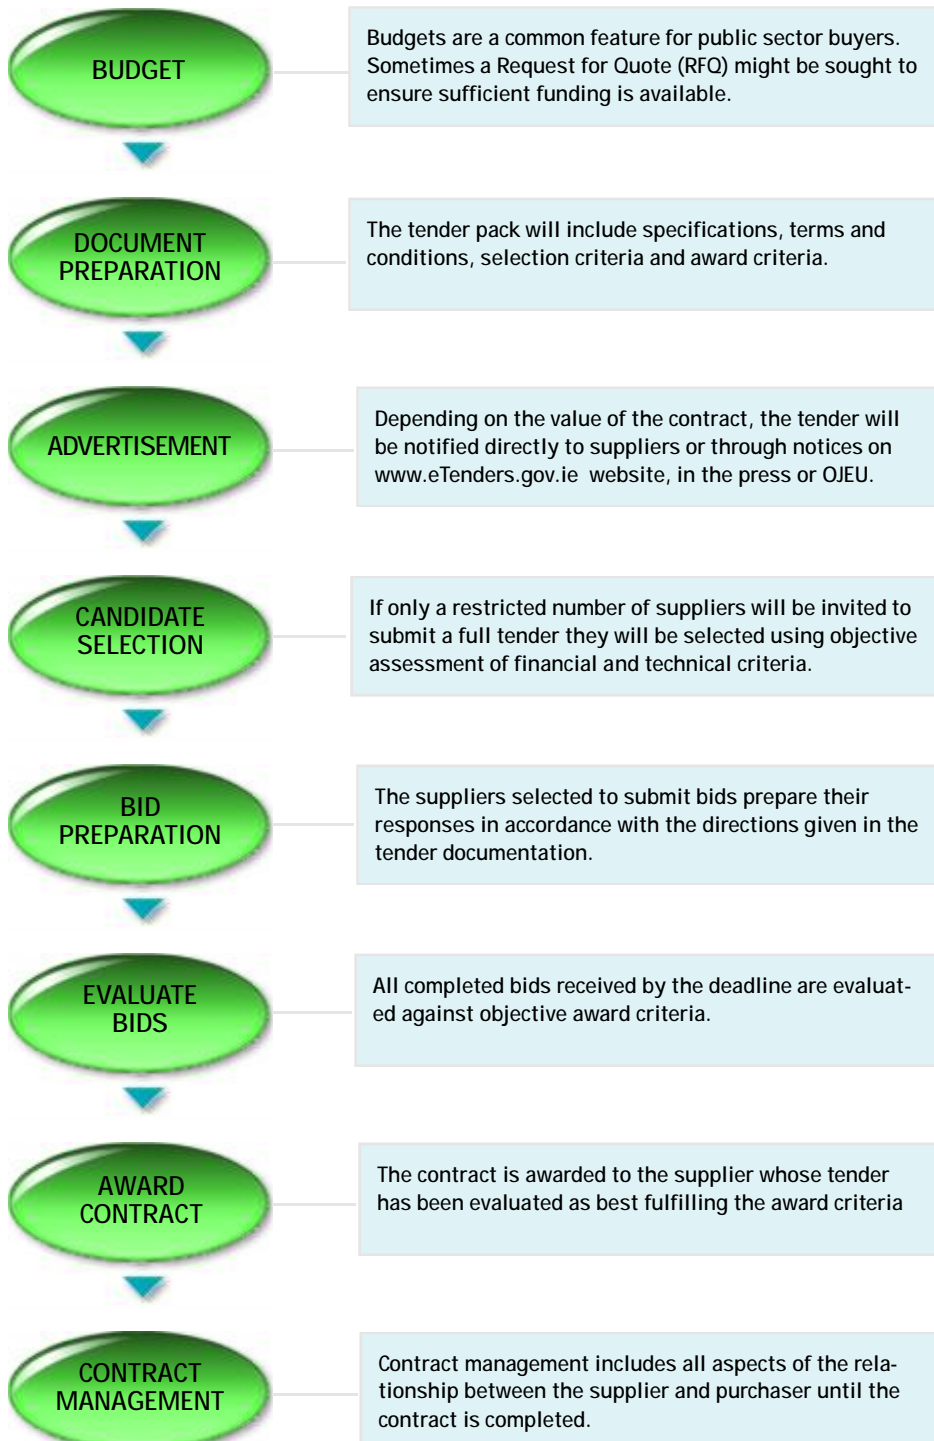 BUDGET
Budgets are a common feature for public sector buyers.
Sometimes a Request for Quote (RFQ) might be sought to
ensure sufficient funding is available.
DOCUMENT
PREPARATION
The tender pack will include specifications, terms and
conditions, selection criteria and award criteria.
ADVERTISEMENT
Depending on the value of the contract, the tender will
be notified directly to suppliers or through notices on
www.eTenders.gov.ie website, in the press or OJEU.
CANDIDATE
SELECTION
If only a restricted number of suppliers will be invited to
submit a full tender they will be selected using objective
assessment of financial and technical criteria.
BID
PREPARATION
The suppliers selected to submit bids prepare their
responses in accordance with the directions given in the
tender documentation.
EVALUATE
BIDS
All completed bids received by the deadline are evaluat-
ed against objective award criteria.
AWARD
CONTRACT
The contract is awarded to the supplier whose tender
has been evaluated as best fulfilling the award criteria
CONTRACT
MANAGEMENT
Contract management includes all aspects of the rela-
tionship between the supplier and purchaser until the
contract is completed.